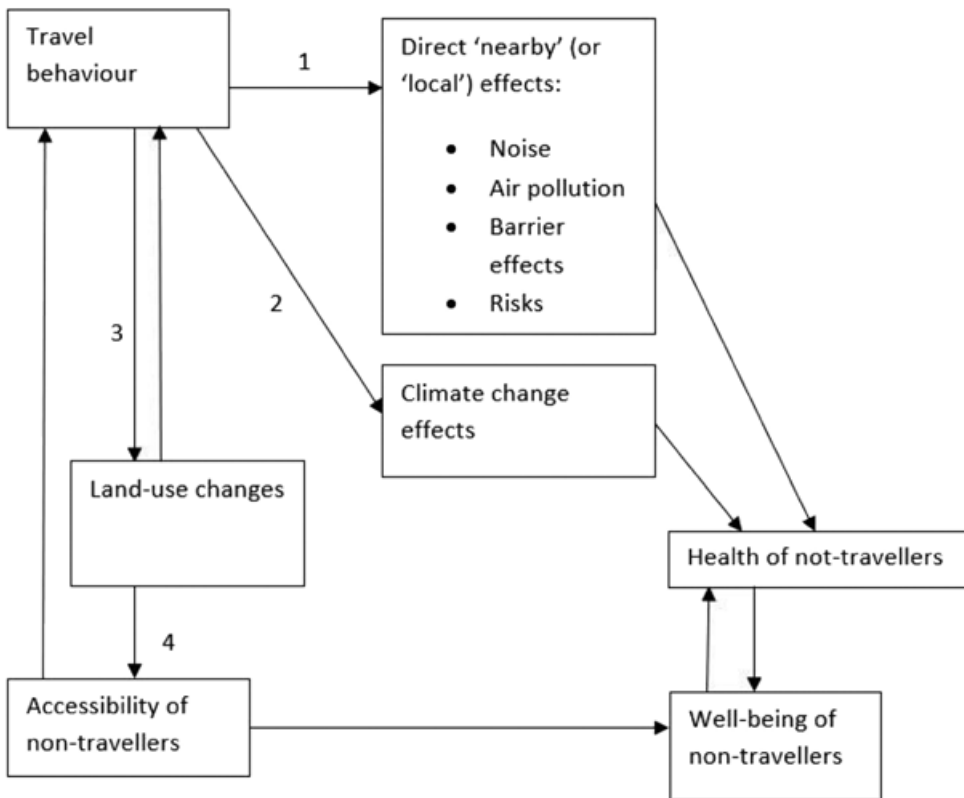 Travel
behaviour
1
Direct ‘nearby’ (or
‘local’) effects:
• Noise
• Air pollution
• Barrier
effects
• Risks
2
3
Climate change
effects
Land-use changes
Health of not-travellers
4
Accessibility of
non-travellers
Well-being of
non-travellers